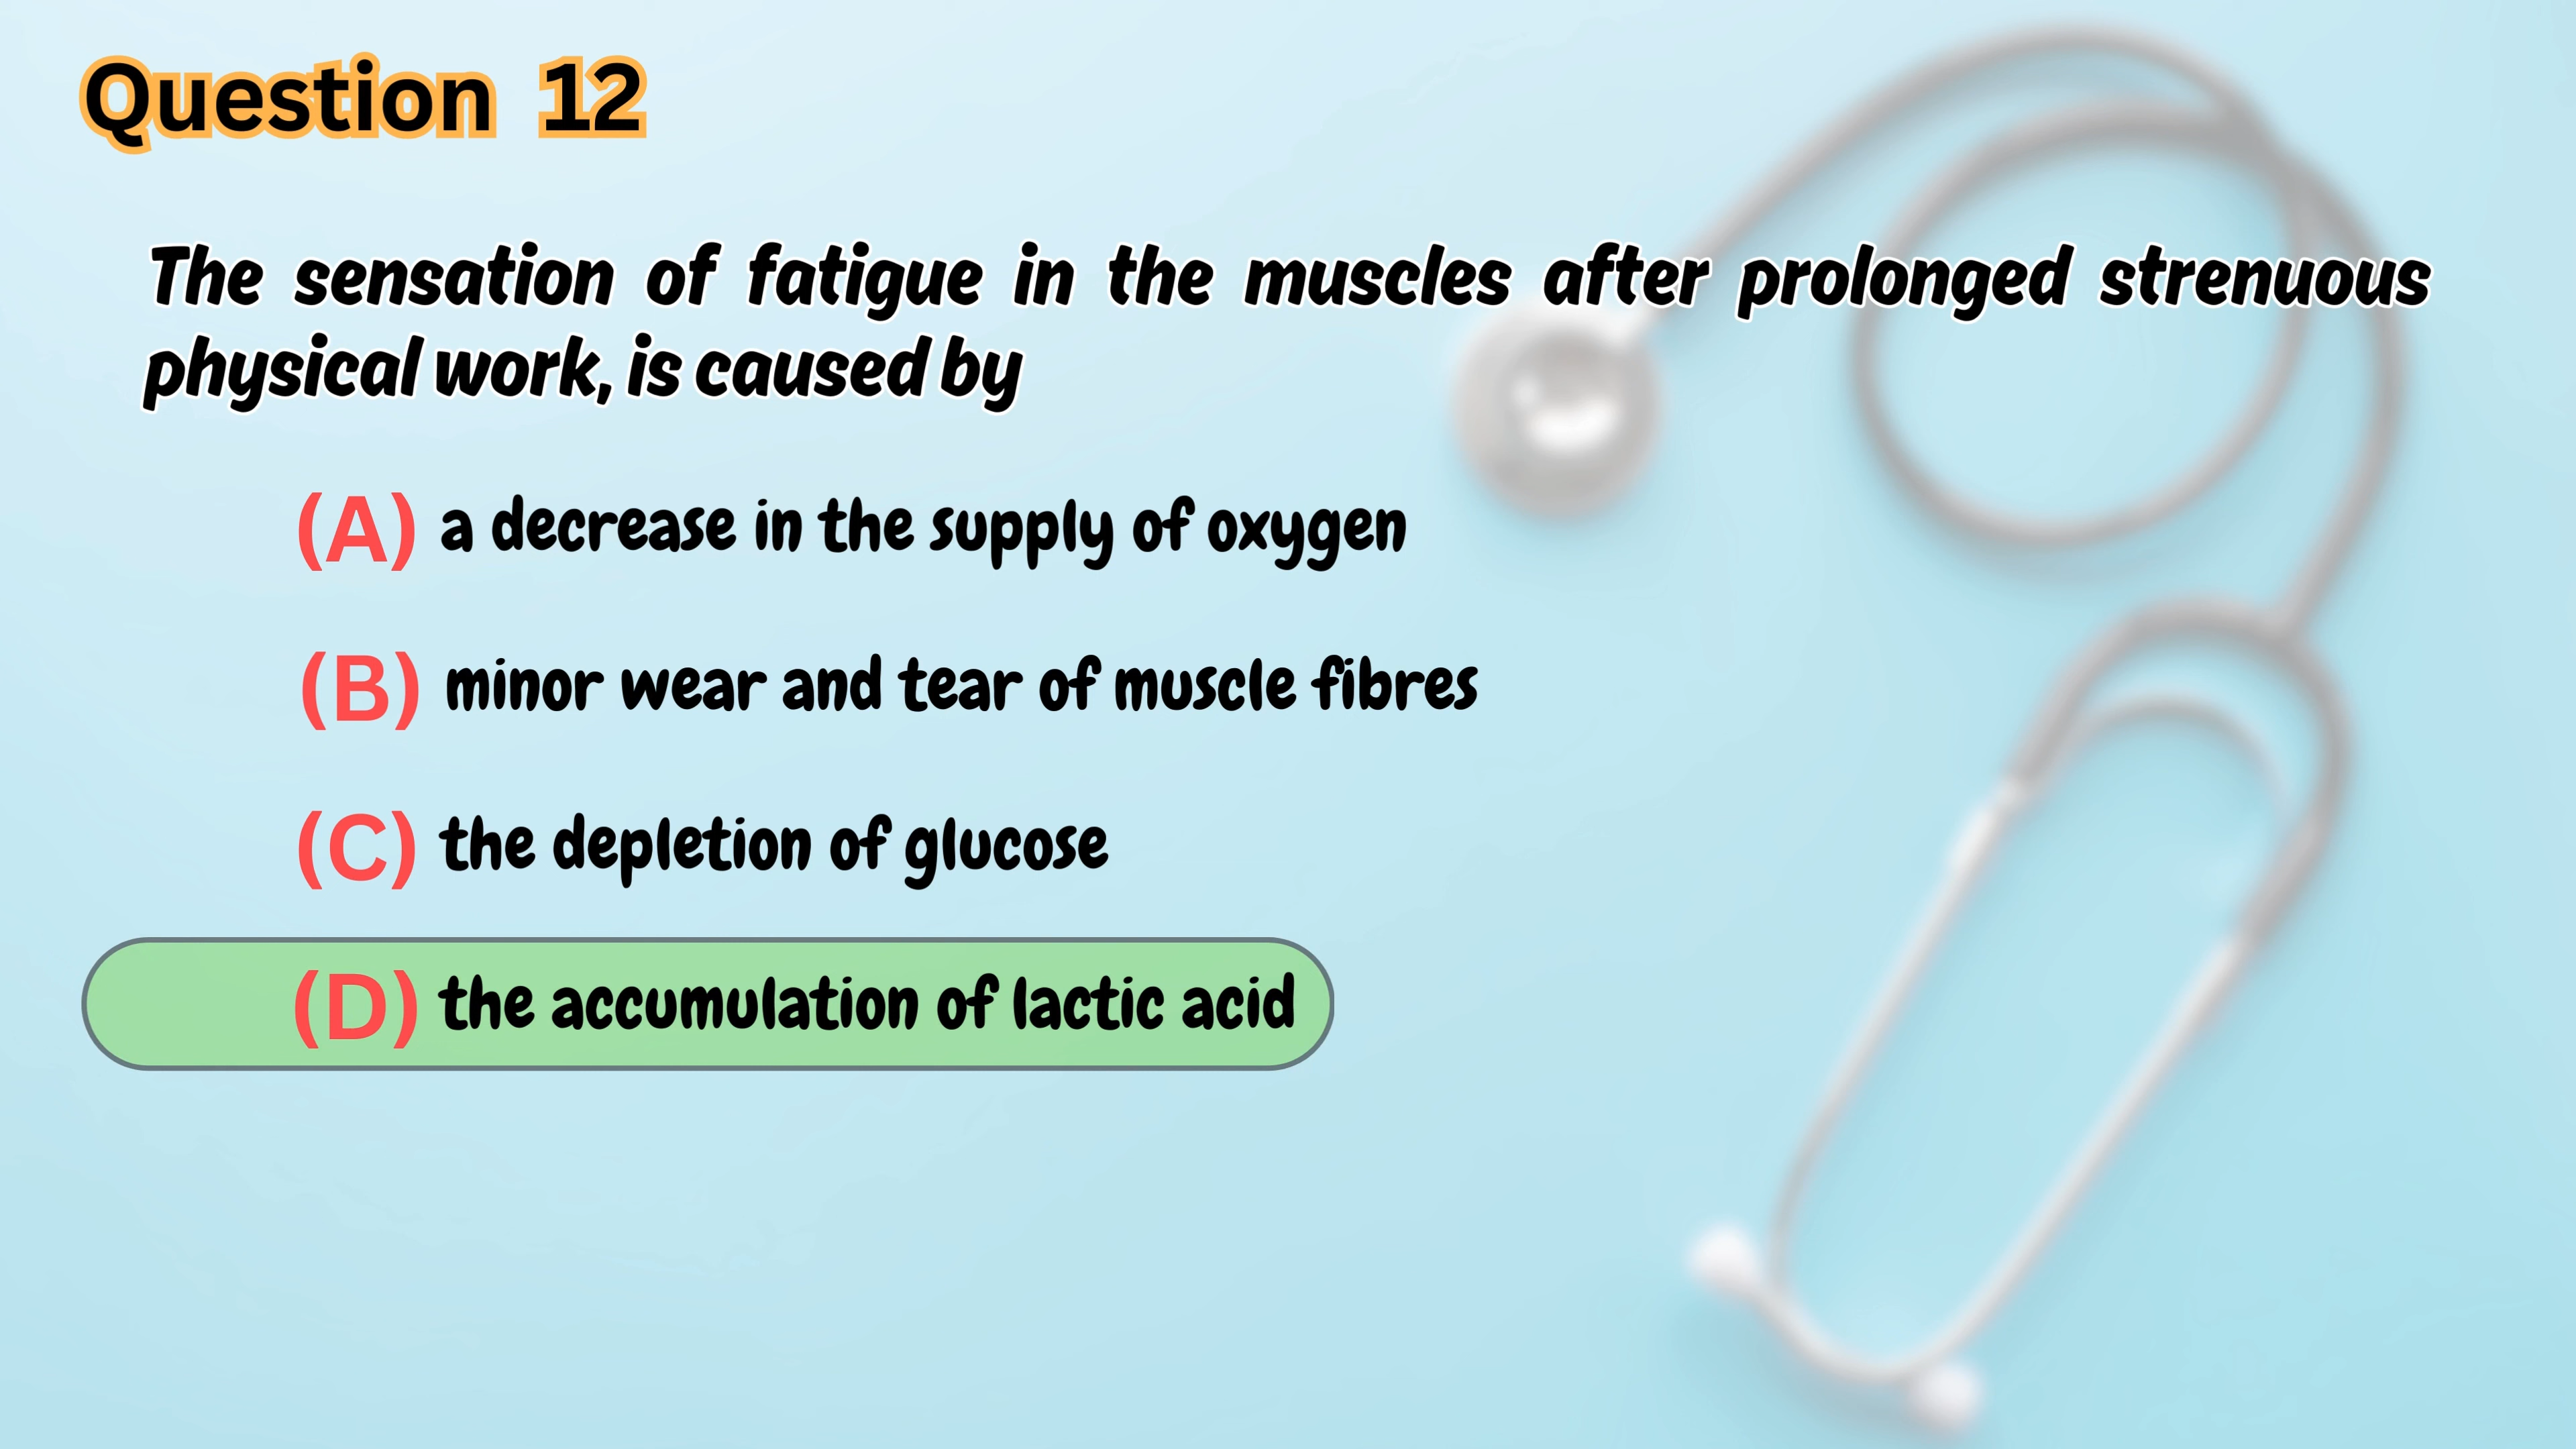 Question 12
The sensation of fatigue in the muscles after prolonged strenuous
physical work, is caused by
(A) a decrease in the supply of oxygen
(B) minor wear and tear of muscle fibres
(C) the depletion of glucose
(D) the accumulation of lactic acid